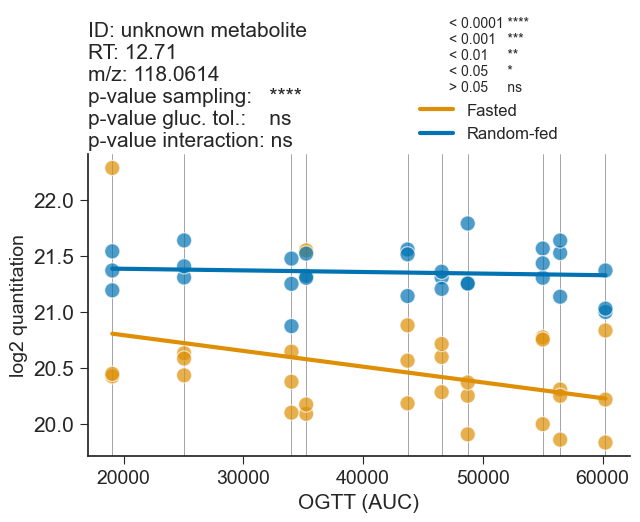 ID: unknown metabolite
RT: 12.71
m/z: 118.0614
p-value sampling: ****
p-value gluc. tol.: ns
p-value interaction: ns
< 0.0001 ****
< 0.001 ***
< 0.01 **
< 0.05 *
> 0.05 ns
Fasted
Random-fed
log2 quantitation
22.0
21.5
21.0
20.5
20.0
20000 30000 40000 50000 60000
OGTT (AUC)